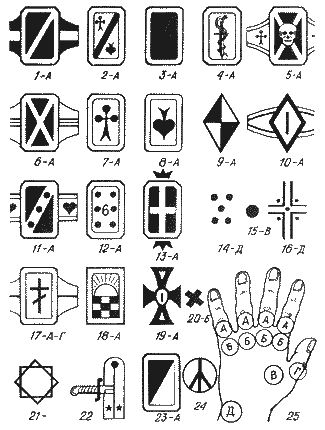 1-А 2-А 3-А 4-А 5-А
6-А 7-А 8-А 9-А 10-А
6
11-А 12-А 13-А 14-Д 15-В 16-Д
17-А-Г 18-А 19-А 20-Б
А А А А
Б Б Б Б
В Г
Д
21- 22 23-А 24 25